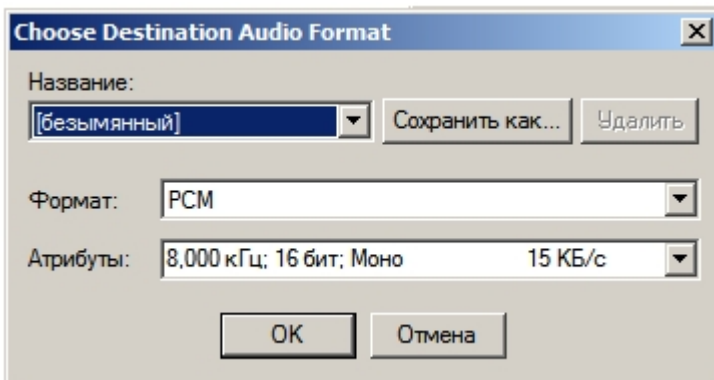 Choose Destination Audio Format
Название:
[безымянный]
Сохранить как...
Удалить
Формат:
PCM
Атрибуты:
8,000 кГц; 16 бит; Моно 15 КБ/с
OK
Отмена